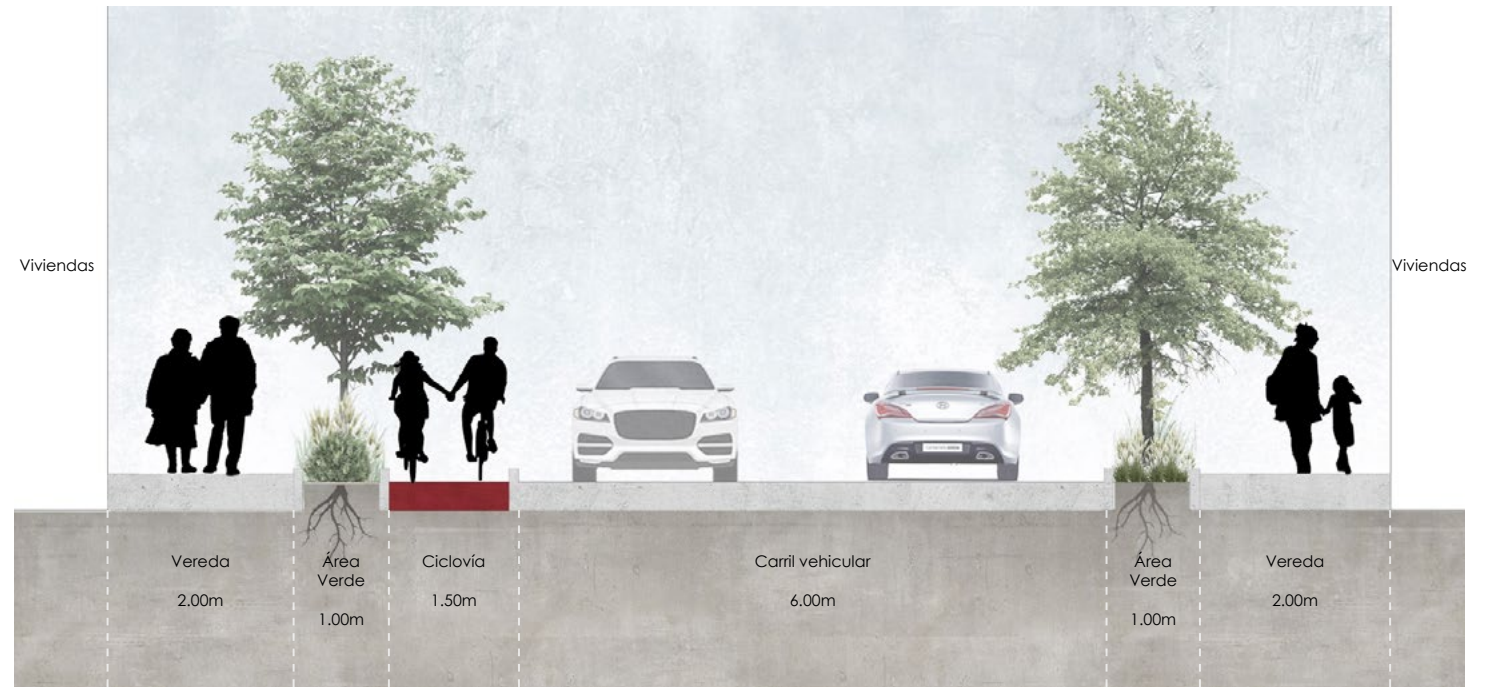 Viviendas
Viviendas
Vereda
2.00m
Área
Verde
1.00m
Ciclovía
1.50m
Carril vehicular
6.00m
Área
Verde
1.00m
Vereda
2.00m